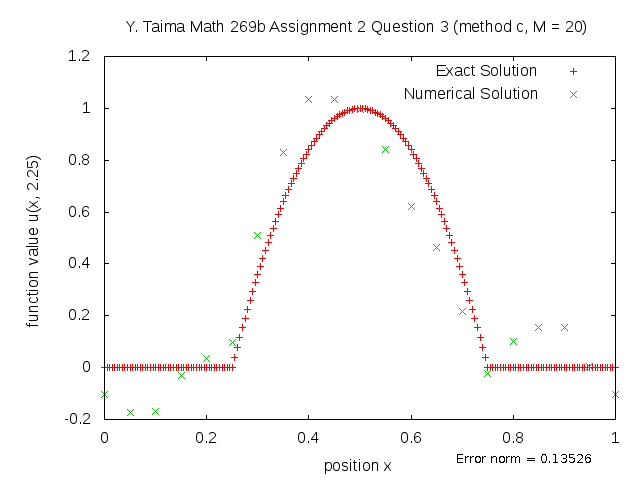 Y. Taima Math 269b Assignment 2 Question 3 (method c, M = 20)
1.2
1
0.8
0.6
0.4
0.2
0
-0.2
function value u(x, 2.25)
Exact Solution
Numerical Solution
0 0.2 0.4 0.6 0.8 1
position x
Error norm = 0.13526